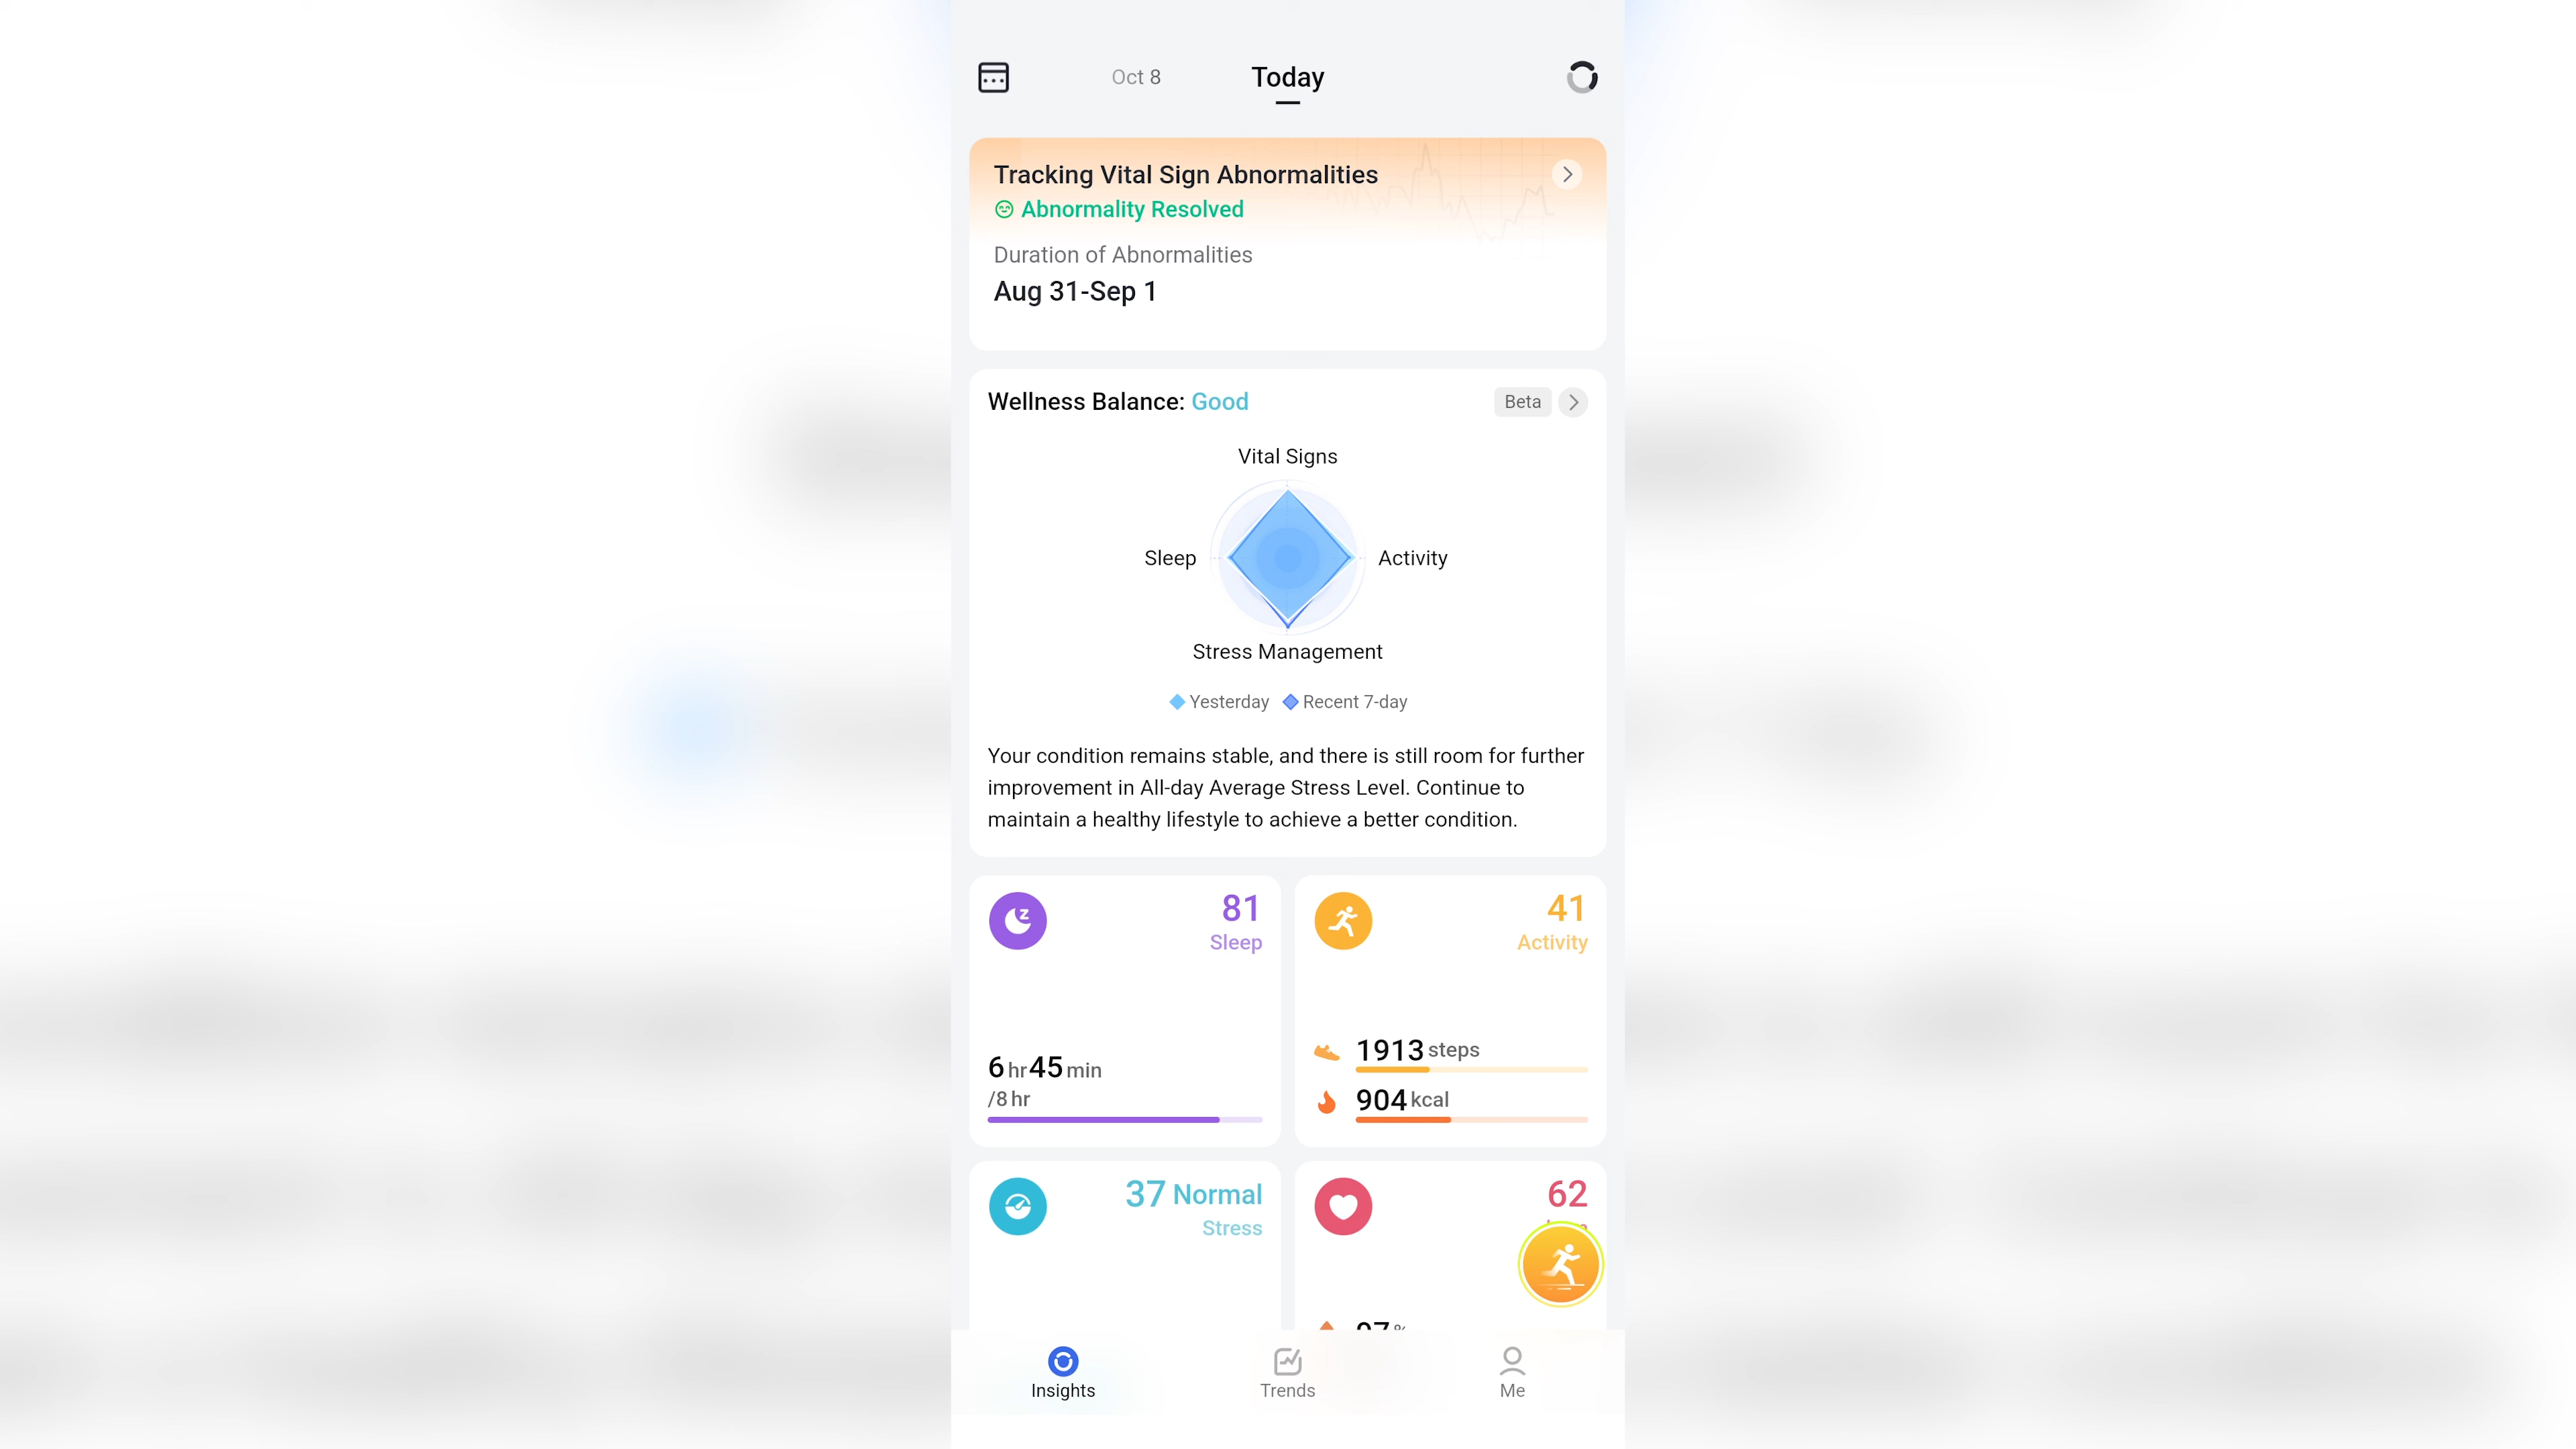 Oct 8 Today
Tracking Vital Sign Abnormalities
Abnormality Resolved
Duration of Abnormalities
Aug 31-Sep 1
Wellness Balance: Good Beta
Vital Signs
Sleep Activity
Stress Management
Yesterday Recent 7-day
Your condition remains stable, and there is still room for further
improvement in All-day Average Stress Level. Continue to
maintain a healthy lifestyle to achieve a better condition.
81
Sleep
6 hr 45 min
/8 hr
41
Activity
1913 steps
904 kcal
37 Normal
Stress
62
Insights Trends Me